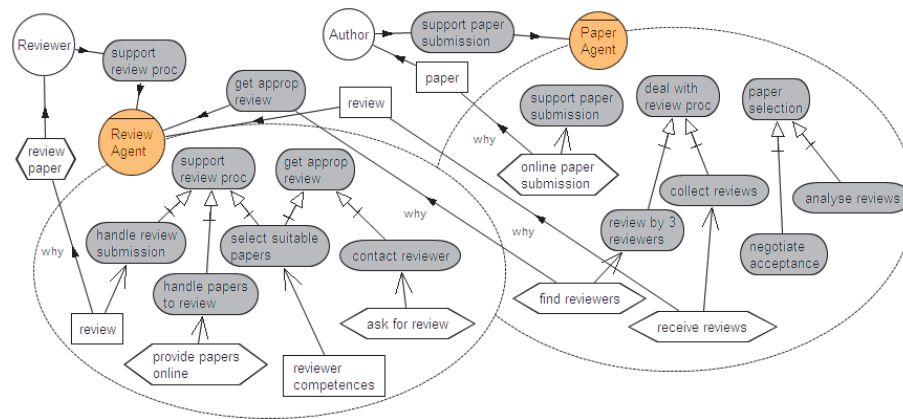 Reviewer
support
review proc
get approp
review
review
Review
Agent
review
paper
Author
support paper
submission
Paper
Agent
paper
support paper
submission
deal with
review proc
paper
selection
why
online paper
submission
collect reviews
analyse reviews
review by 3
reviewers
negotiate
acceptance
why
why
find reviewers
receive reviews
support
review proc
get approp
review
why
handle review
submission
select suitable
papers
contact reviewer
handle papers
to review
review
ask for review
provide papers
online
reviewer
competences